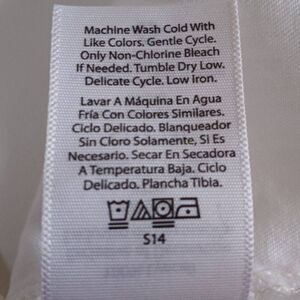 Machine Wash Cold With
Like Colors. Gentle Cycle.
Only Non-Chlorine Bleach
If Needed. Tumble Dry Low.
Delicate Cycle. Low Iron.
Lavar A Máquina En Agua
Fría Con Colores Similares.
Ciclo Delicado. Blanqueador
Sin Cloro Solamente, Si Es
Necesario. Secar En Secadora
A Temperatura Baja. Ciclo
Delicado. Plancha Tibia.
S14